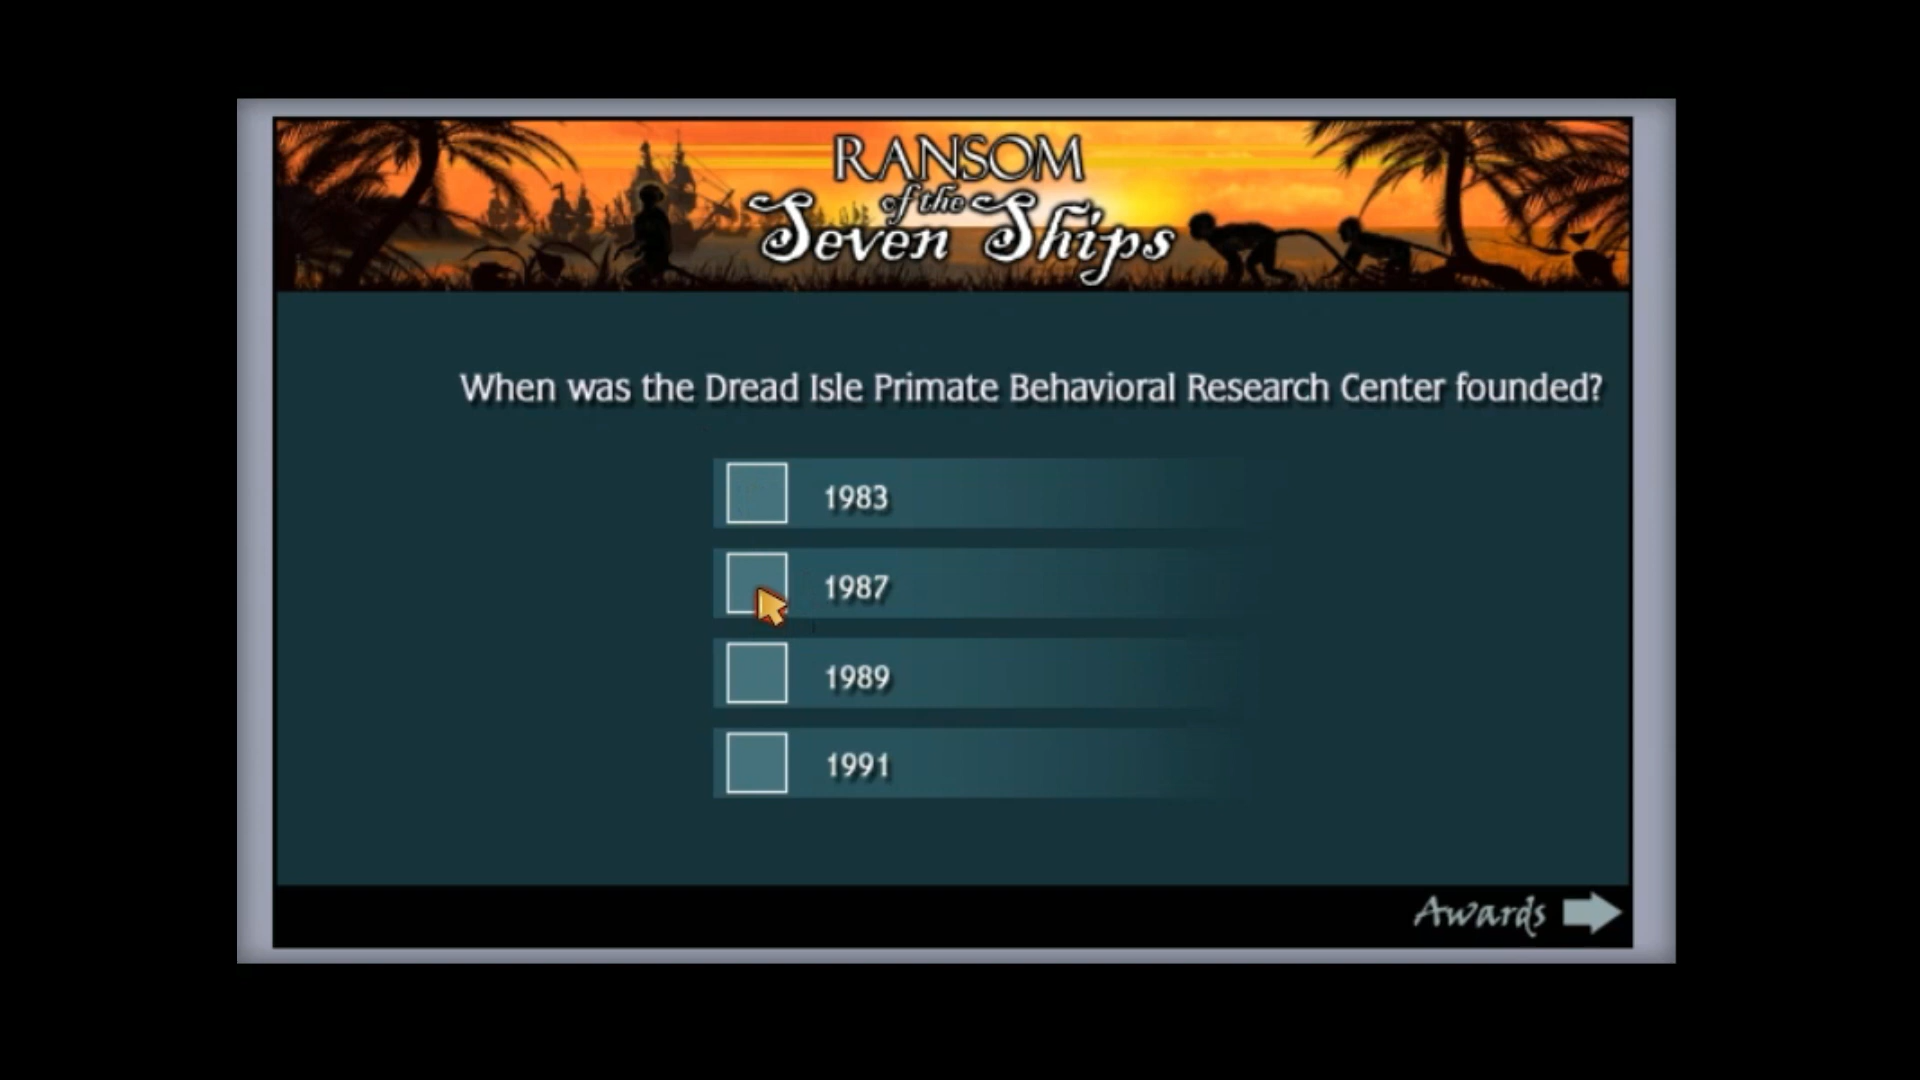 RANSOM
of the
Seven Ships
When was the Dread Isle Primate Behavioral Research Center founded?
1983
1987
1989
1991
Awards